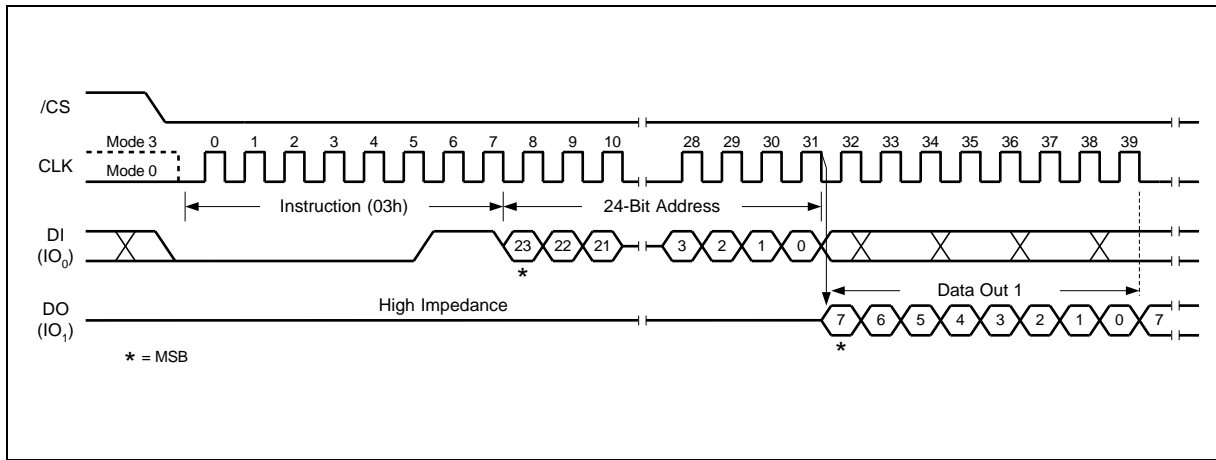 /CS
Mode 3 0 1 2 3 4 5 6 7 8 9 10 28 29 30 31 32 33 34 35 36 37 38 39
CLK Mode 0
Instruction (03h) 24-Bit Address
DI
(IO₀)
23 22 21 3 2 1 0
*
High Impedance Data Out 1
DO
(IO₁)
7 6 5 4 3 2 1 0 7
*
* = MSB